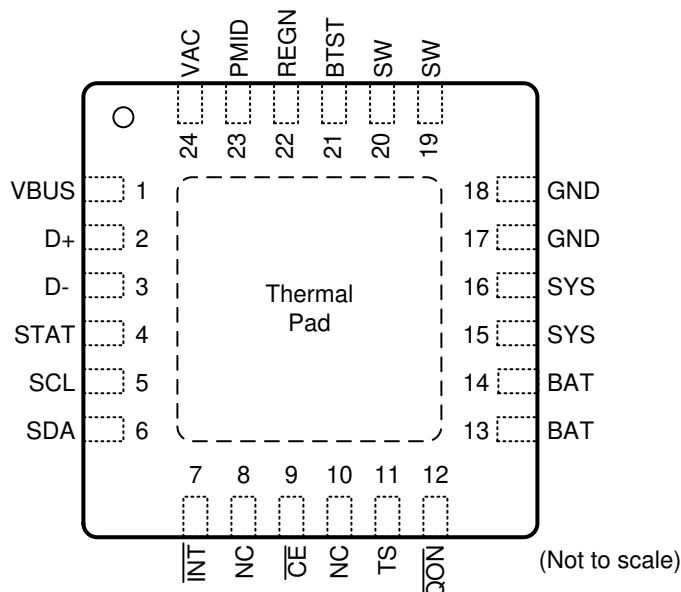 VAC PMID REGN BTST SW SW
24 23 22 21 20 19
VBUS 1
D+ 2
D- 3
STAT 4
SCL 5
SDA 6
Thermal
Pad
18 GND
17 GND
16 SYS
15 SYS
14 BAT
13 BAT
7 8 9 10 11 12
INT NC CE NC TS QON
(Not to scale)